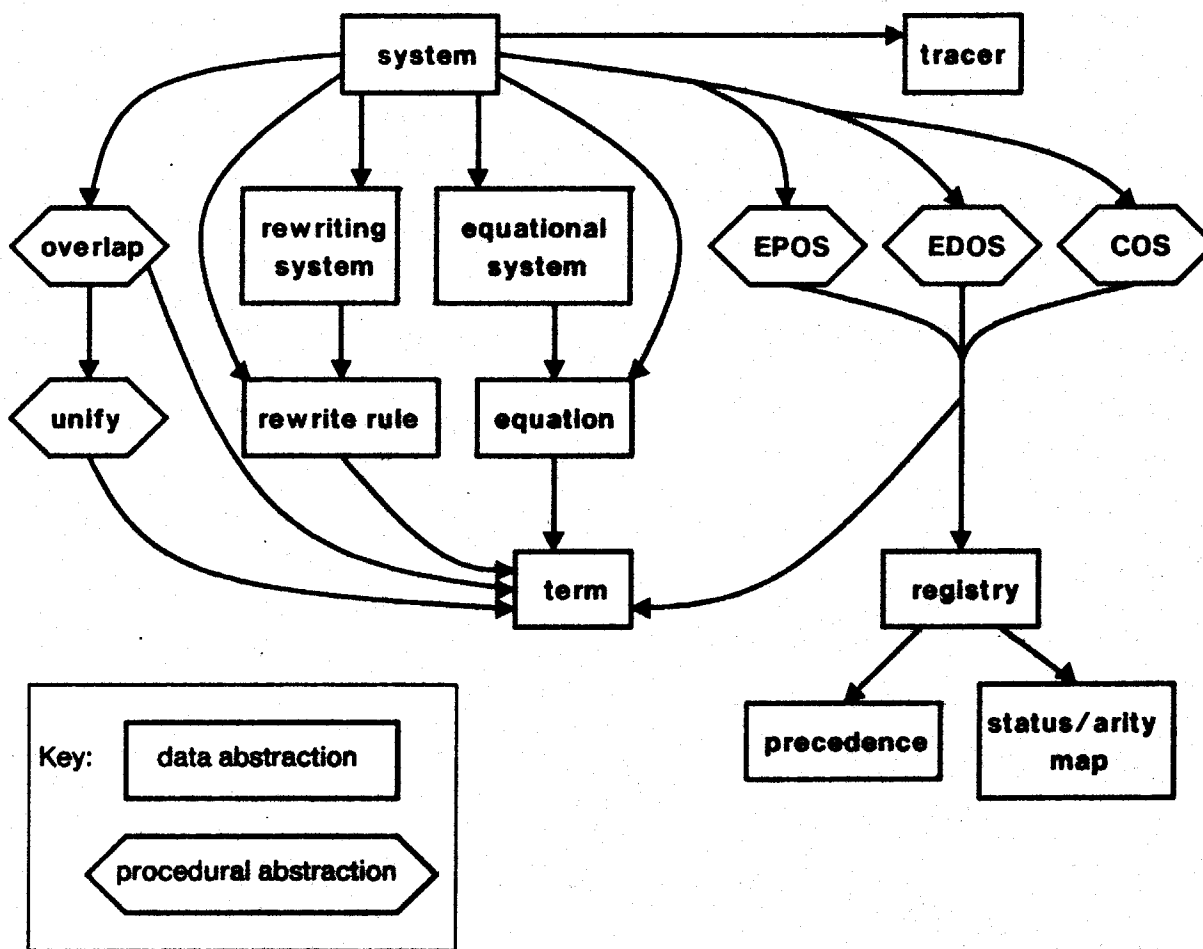 system
tracer
overlap
rewriting
system
equational
system
EPOS
EDOS
COS
unify
rewrite rule
equation
term
registry
precedence
status/arity
map
Key:
data abstraction
procedural abstraction